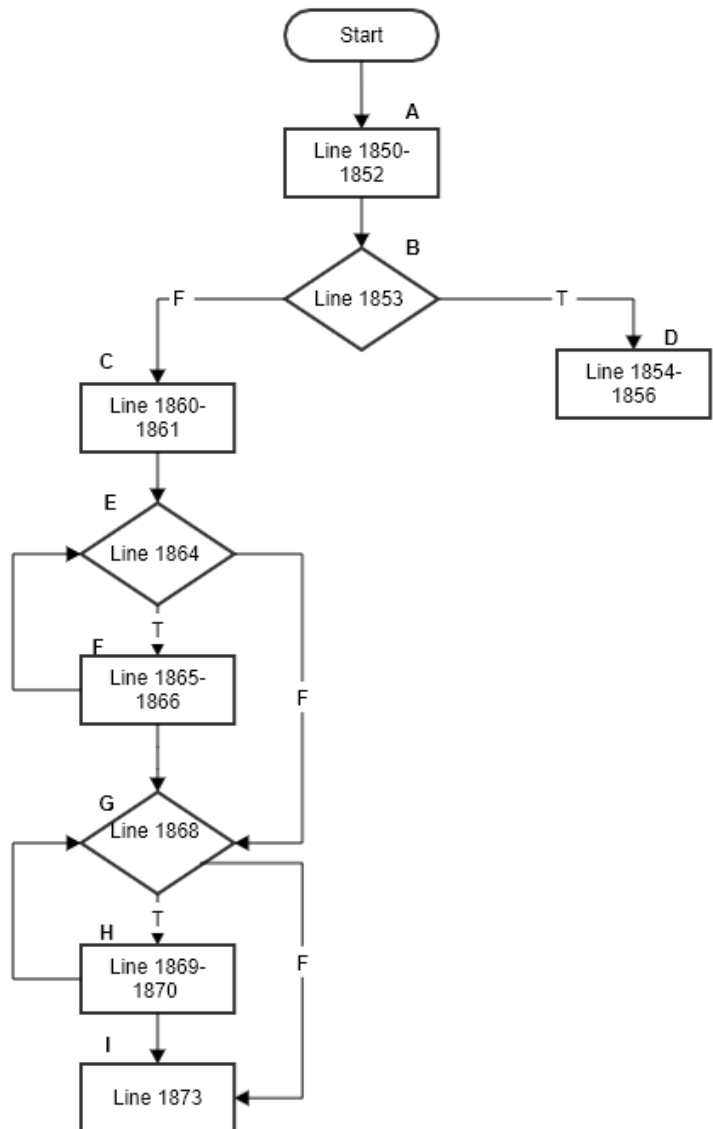 Start
A
Line 1850-
1852
B
Line 1853
F
T
D
Line 1854-
1856
C
Line 1860-
1861
E
Line 1864
T
F
Line 1865-
1866
F
G
Line 1868
T
H
Line 1869-
1870
F
I
Line 1873